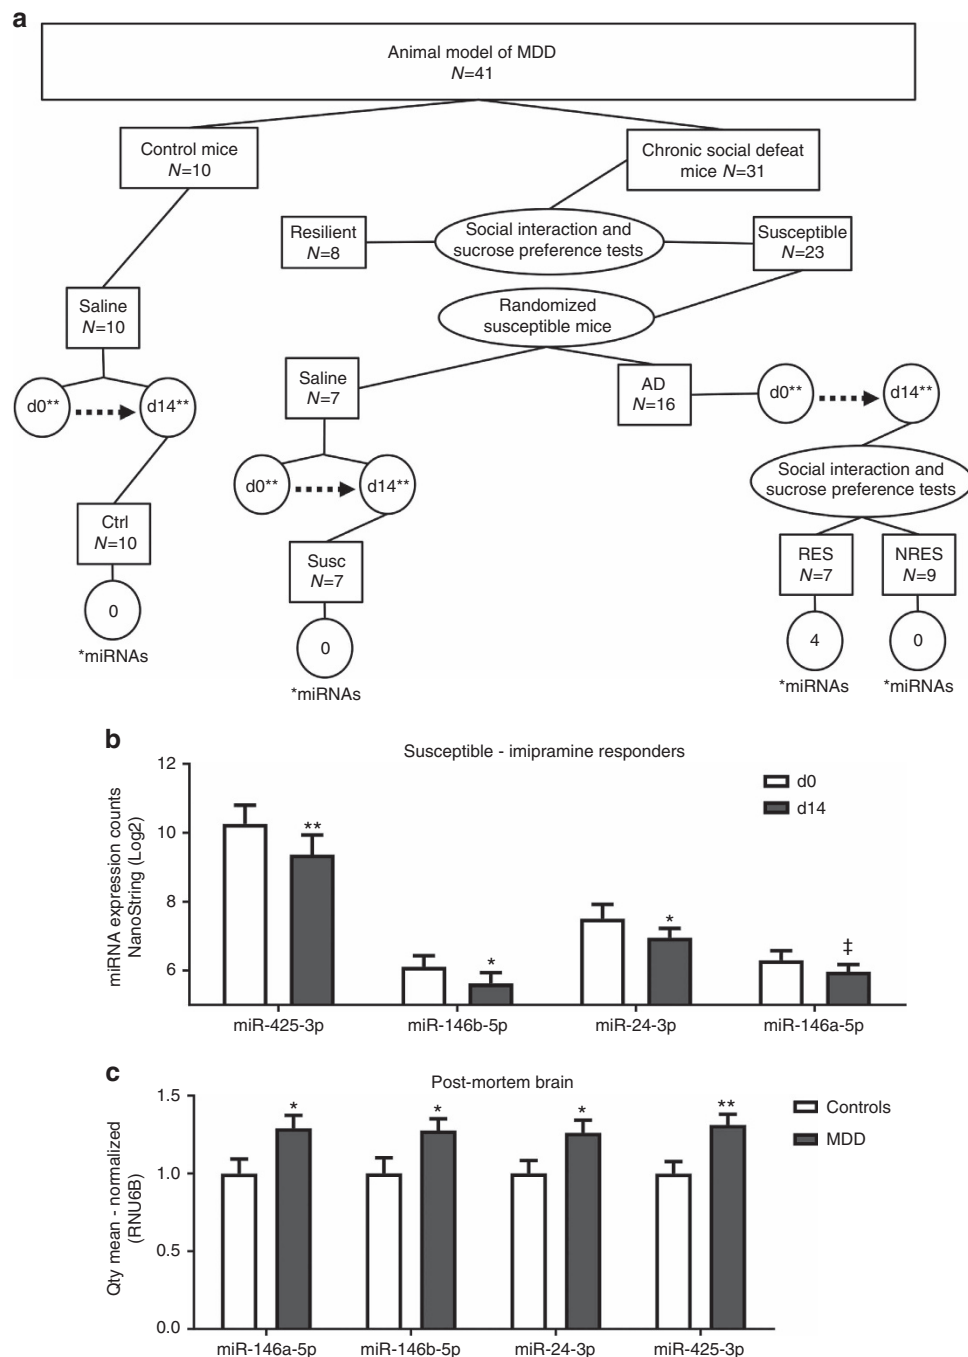 a
Animal model of MDD
N=41
Control mice
N=10
Chronic social defeat
mice N=31
Resilient
N=8
Social interaction and
sucrose preference tests
Susceptible
N=23
Saline
N=10
Randomized
susceptible mice
d0**
d14**
Saline
N=7
AD
N=16
d0**
d14**
d0**
d14**
Social interaction and
sucrose preference tests
Ctrl
N=10
Susc
N=7
RES
N=7
NRES
N=9
0
*miRNAs
0
*miRNAs
4
*miRNAs
0
*miRNAs
b
Susceptible - imipramine responders
miRNA expression counts
NanoString (Log2)
12
10
8
6
**
*
*
‡
d0
d14
miR-425-3p
miR-146b-5p
miR-24-3p
miR-146a-5p
c
Post-mortem brain
Qty mean - normalized
(RNU6B)
1.5
1.0
0.5
0.0
*
*
*
**
Controls
MDD
miR-146a-5p
miR-146b-5p
miR-24-3p
miR-425-3p